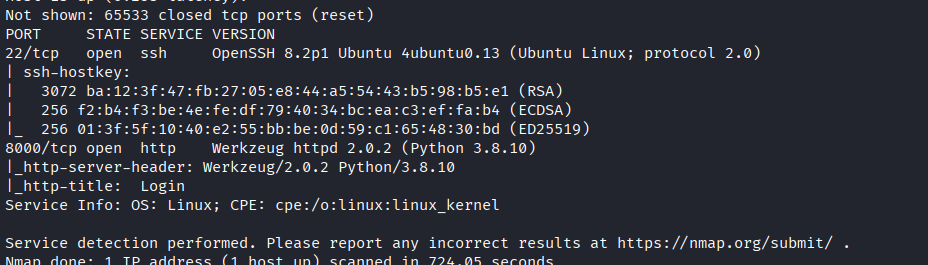 Not shown: 65533 closed tcp ports (reset)
PORT     STATE SERVICE VERSION
22/tcp   open  ssh     OpenSSH 8.2p1 Ubuntu 4ubuntu0.13 (Ubuntu Linux; protocol 2.0)
| ssh-hostkey:
|   3072 ba:12:3f:47:fb:27:05:e8:44:a5:54:43:b5:98:b5:e1 (RSA)
|   256 f2:b4:f3:be:4e:fe:df:79:40:34:bc:ea:c3:ef:fa:b4 (ECDSA)
|_  256 01:3f:5f:10:40:e2:55:bb:be:0d:59:c1:65:48:30:bd (ED25519)
8000/tcp open  http    Werkzeug httpd 2.0.2 (Python 3.8.10)
|_http-server-header: Werkzeug/2.0.2 Python/3.8.10
|_http-title:  Login
Service Info: OS: Linux; CPE: cpe:/o:linux:linux_kernel
Service detection performed. Please report any incorrect results at https://nmap.org/submit/ .
Nmap done: 1 IP address (1 host up) scanned in 724.05 seconds